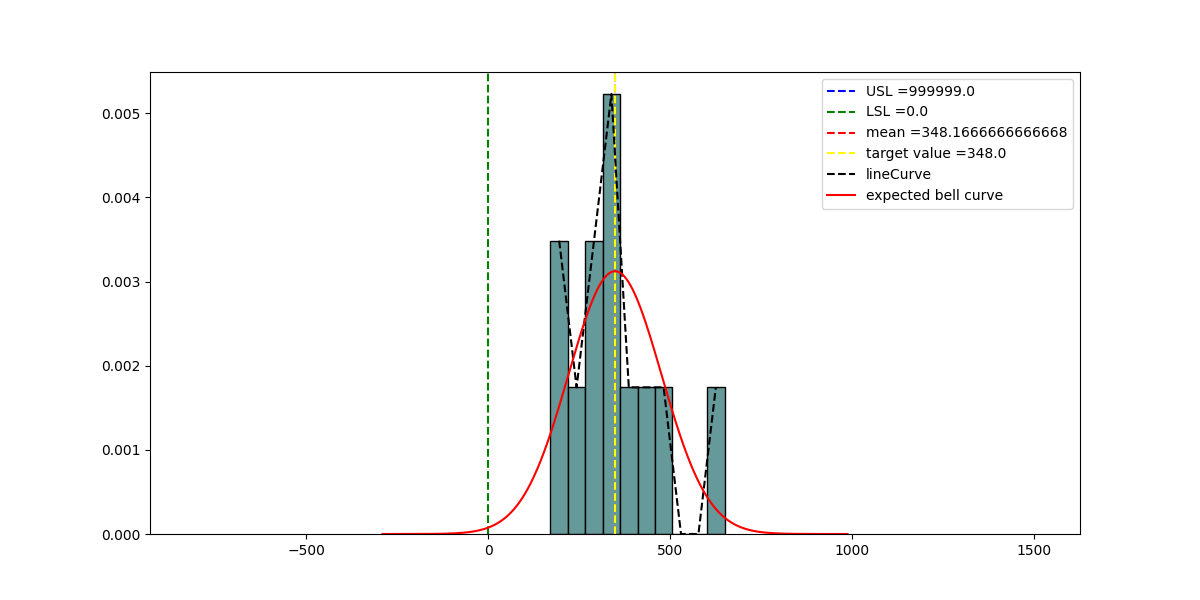 USL =999999.0
LSL =0.0
mean =348.1666666666668
target value =348.0
lineCurve
expected bell curve
0.005
0.004
0.003
0.002
0.001
0.000
−500
0
500
1000
1500